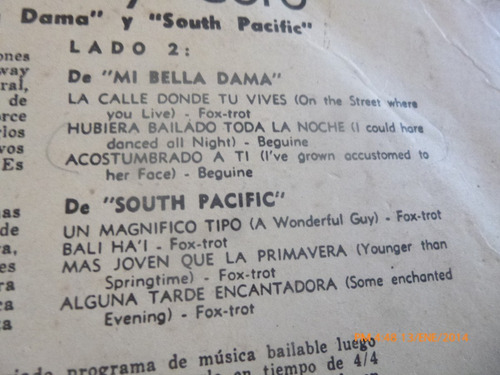 Dama" y "South Pacific"
LADO 2:
De "MI BELLA DAMA"
LA CALLE DONDE TU VIVES (On the Street where
you Live) - Fox-trot
HUBIERA BAILADO TODA LA NOCHE (I could hare
danced all Night) - Beguine
ACOSTUMBRADO A TI (I've grown accustomed to
her Face) - Beguine
De "SOUTH PACIFIC"
UN MAGNIFICO TIPO (A Wonderful Guy) - Fox-trot
BALI HA'I - Fox-trot
MAS JOVEN QUE LA PRIMAVERA (Younger than
Springtime) - Fox-trot
ALGUNA TARDE ENCANTADORA (Some enchanted
Evening) - Fox-trot
programa de música bailable luego
en tiempo de 4/4